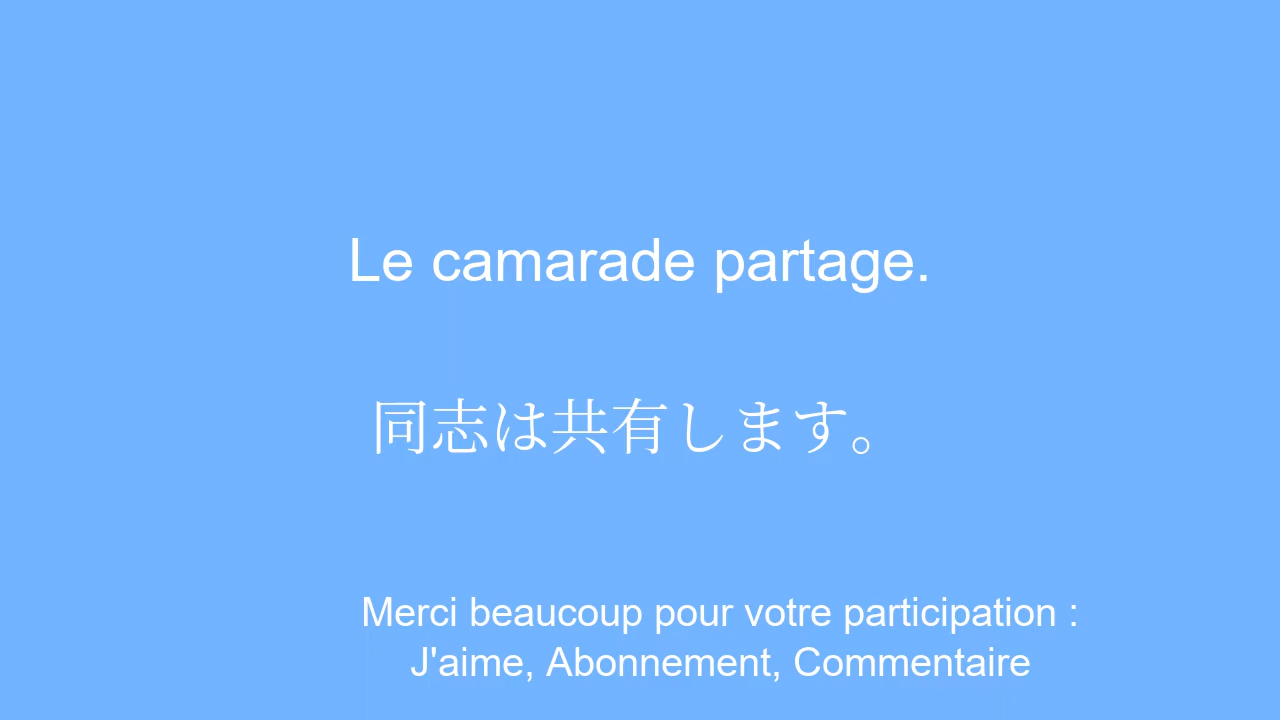 Le camarade partage.
同志は共有します。
Merci beaucoup pour votre participation :
J'aime, Abonnement, Commentaire